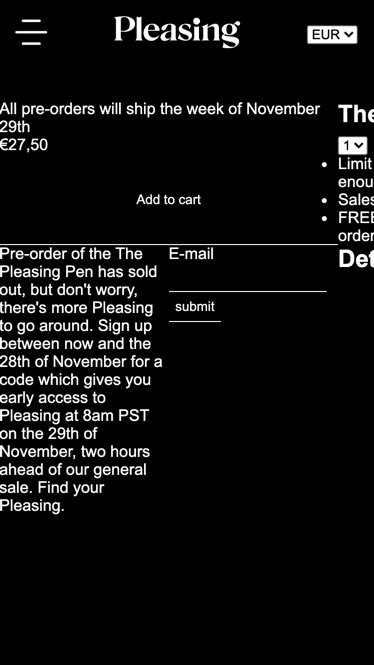 Pleasing
EUR
All pre-orders will ship the week of November
29th
€27,50
Add to cart
The
1
Limit
Sales
FREE
order
Pre-order of the The
Pleasing Pen has sold
out, but don't worry,
there's more Pleasing
to go around. Sign up
between now and the
28th of November for a
code which gives you
early access to
Pleasing at 8am PST
on the 29th of
November, two hours
ahead of our general
sale. Find your
Pleasing.
E-mail
submit